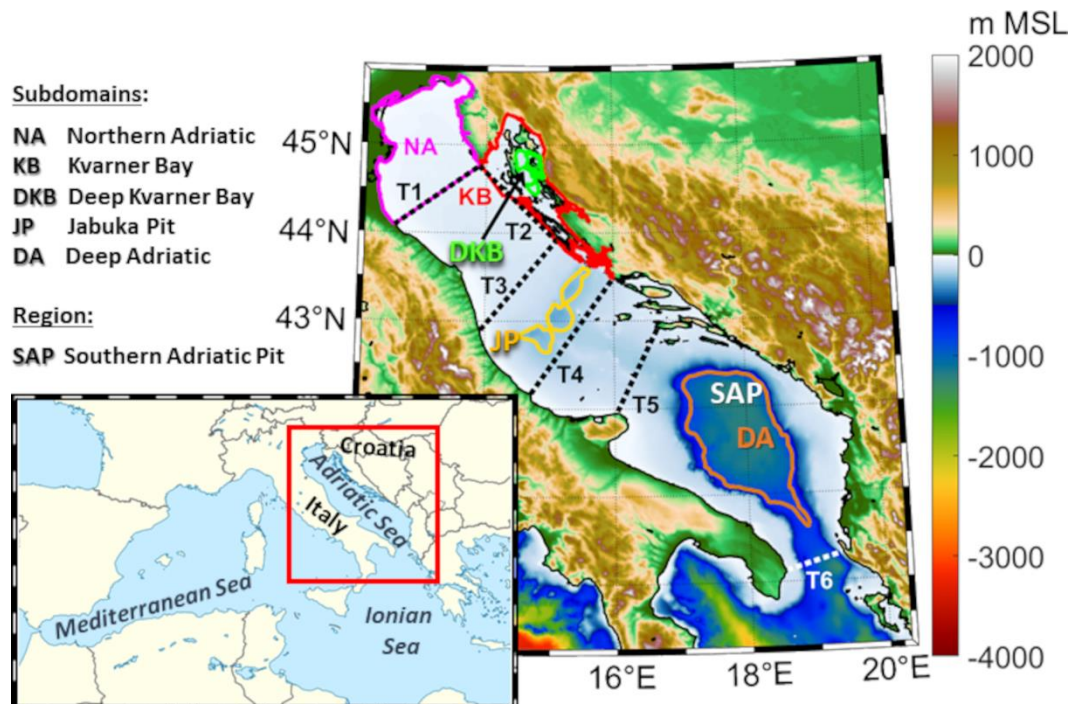 m MSL
2000
1000
0
-1000
-2000
-3000
-4000
Subdomains:
NA Northern Adriatic
KB Kvarner Bay
DKB Deep Kvarner Bay
JP Jabuka Pit
DA Deep Adriatic
Region:
SAP Southern Adriatic Pit
45°N
44°N
43°N
16°E
18°E
20°E
NA
T1
KB
T2
DKB
T3
JP
T4
T5
SAP
DA
T6
Croatia
Adriatic Sea
Italy
Mediterranean Sea
Ionian
Sea